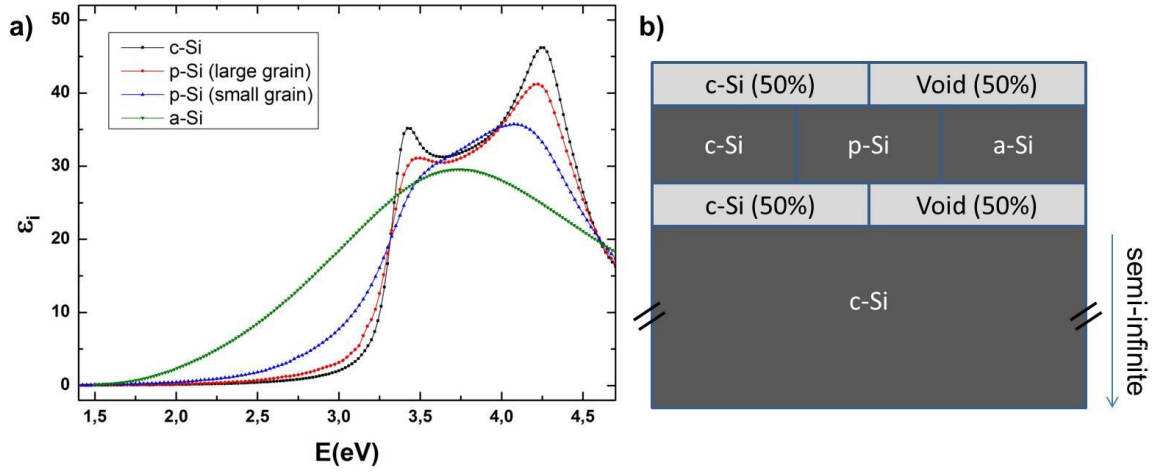 a)
c-Si
p-Si (large grain)
p-Si (small grain)
a-Si
50
40
30
20
10
0
εi
1,5
2,0
2,5
3,0
3,5
4,0
4,5
E(eV)
b)
c-Si (50%) Void (50%)
c-Si p-Si a-Si
c-Si (50%) Void (50%)
c-Si
semi-infinite